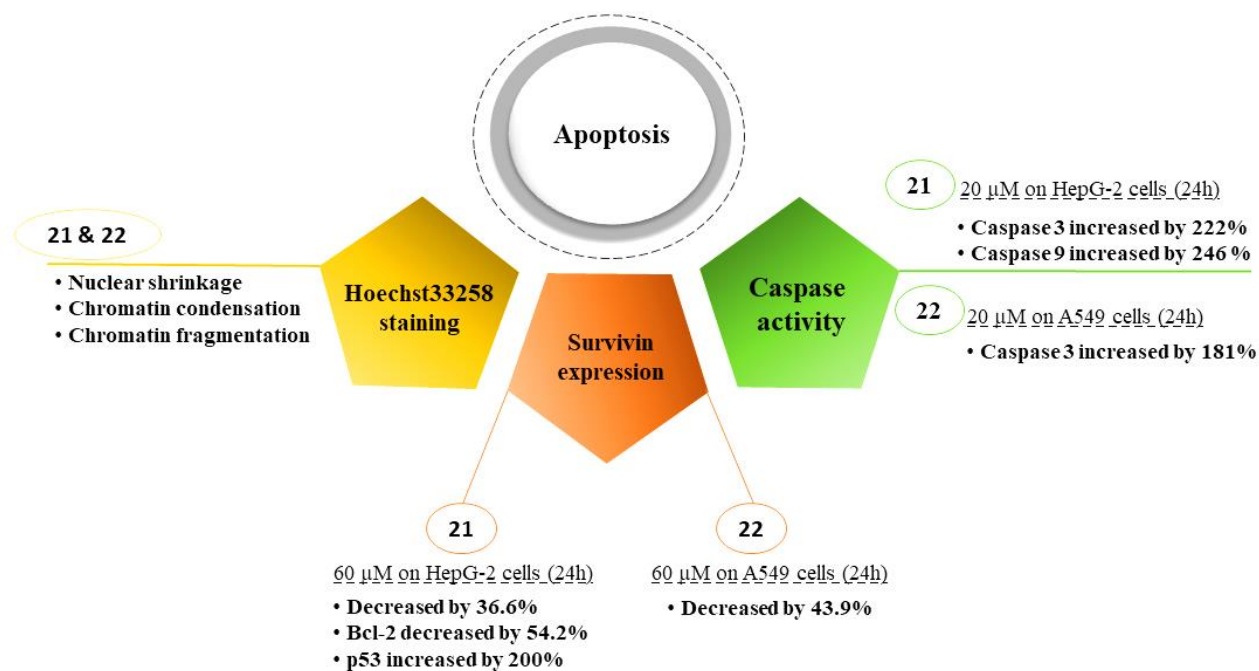 Apoptosis
21 & 22
• Nuclear shrinkage
• Chromatin condensation
• Chromatin fragmentation
Hoechst33258
staining
Survivin
expression
Caspase
activity
21
20 µM on HepG-2 cells (24h)
• Caspase 3 increased by 222%
• Caspase 9 increased by 246 %
22
20 µM on A549 cells (24h)
• Caspase 3 increased by 181%
21
60 µM on HepG-2 cells (24h)
• Decreased by 36.6%
• Bcl-2 decreased by 54.2%
• p53 increased by 200%
22
60 µM on A549 cells (24h)
• Decreased by 43.9%